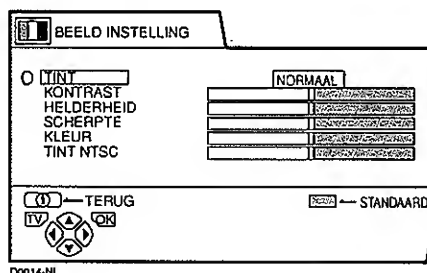 BEELD INSTELLING
TINT NORMAAL
KONTRAST
HELDERHEID
SCHERPTE
KLEUR
TINT NTSC
TERUG STANDAARD
TV OK
D0014-NL